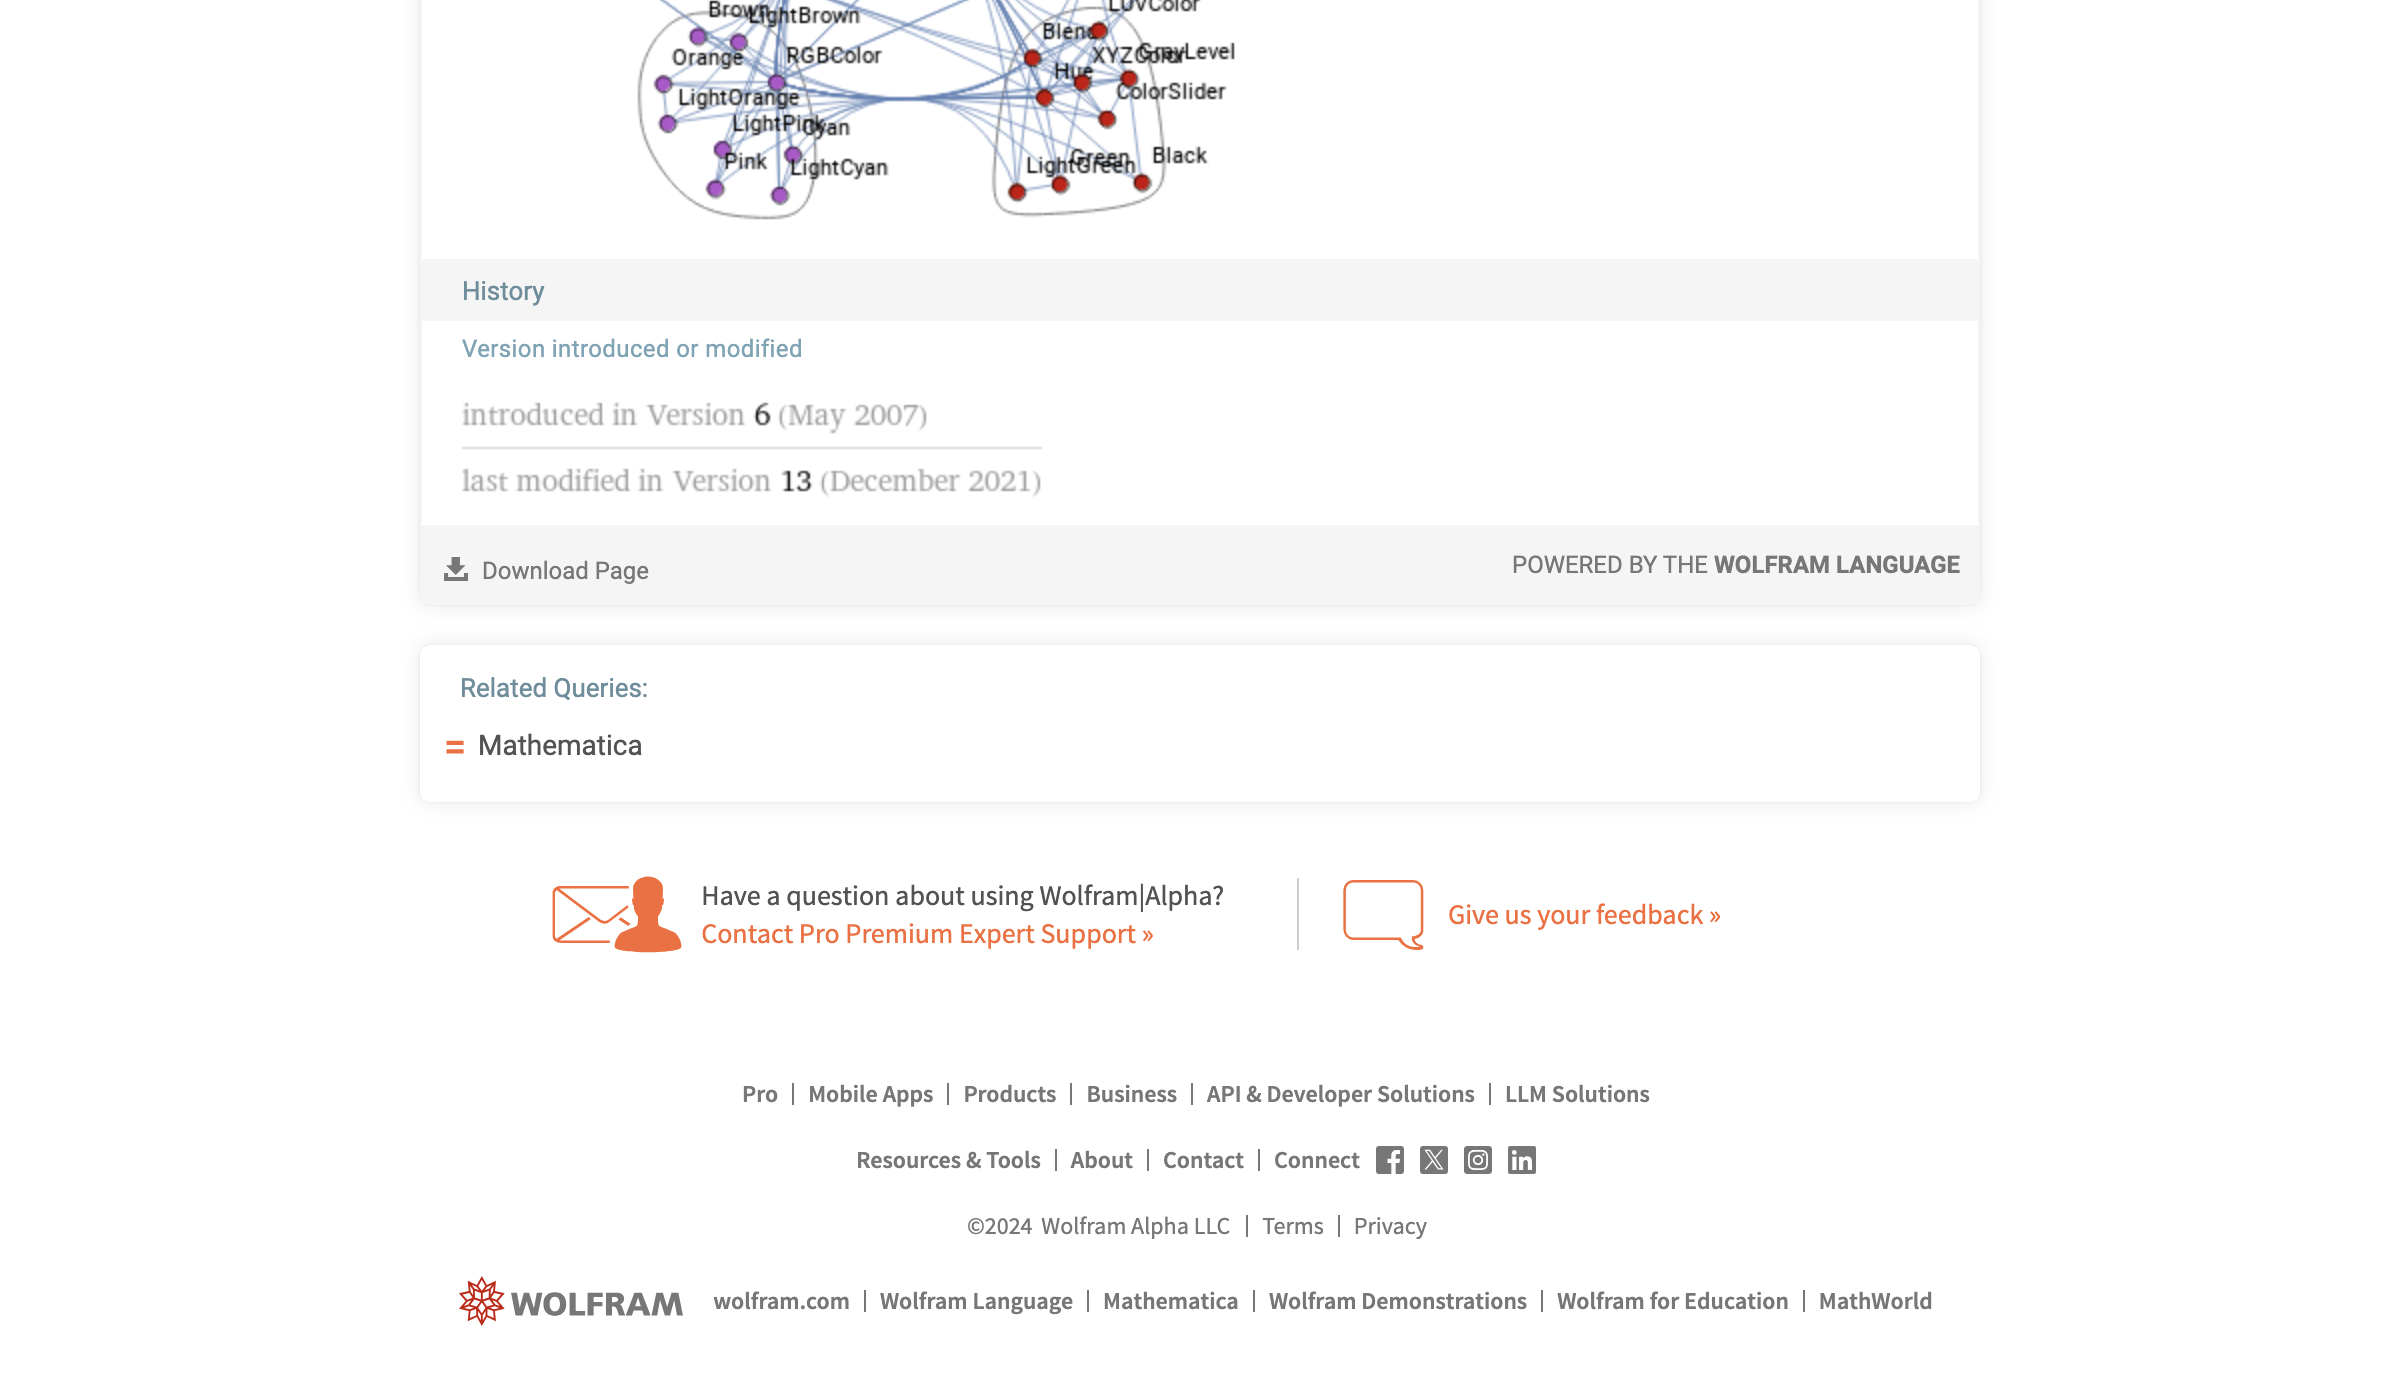 LUVColor
Brown
LightBrown
Blend
Orange
RGBColor
XYZColor
GrayLevel
Hue
LightOrange
ColorSlider
LightPink
Cyan
Pink
LightCyan
LightGreen
Green
Black
History
Version introduced or modified
introduced in Version 6 (May 2007)
last modified in Version 13 (December 2021)
Download Page
POWERED BY THE WOLFRAM LANGUAGE
Related Queries:
= Mathematica
Have a question about using Wolfram|Alpha?
Contact Pro Premium Expert Support »
Give us your feedback »
Pro | Mobile Apps | Products | Business | API & Developer Solutions | LLM Solutions
Resources & Tools | About | Contact | Connect
©2024 Wolfram Alpha LLC | Terms | Privacy
WOLFRAM wolfram.com | Wolfram Language | Mathematica | Wolfram Demonstrations | Wolfram for Education | MathWorld